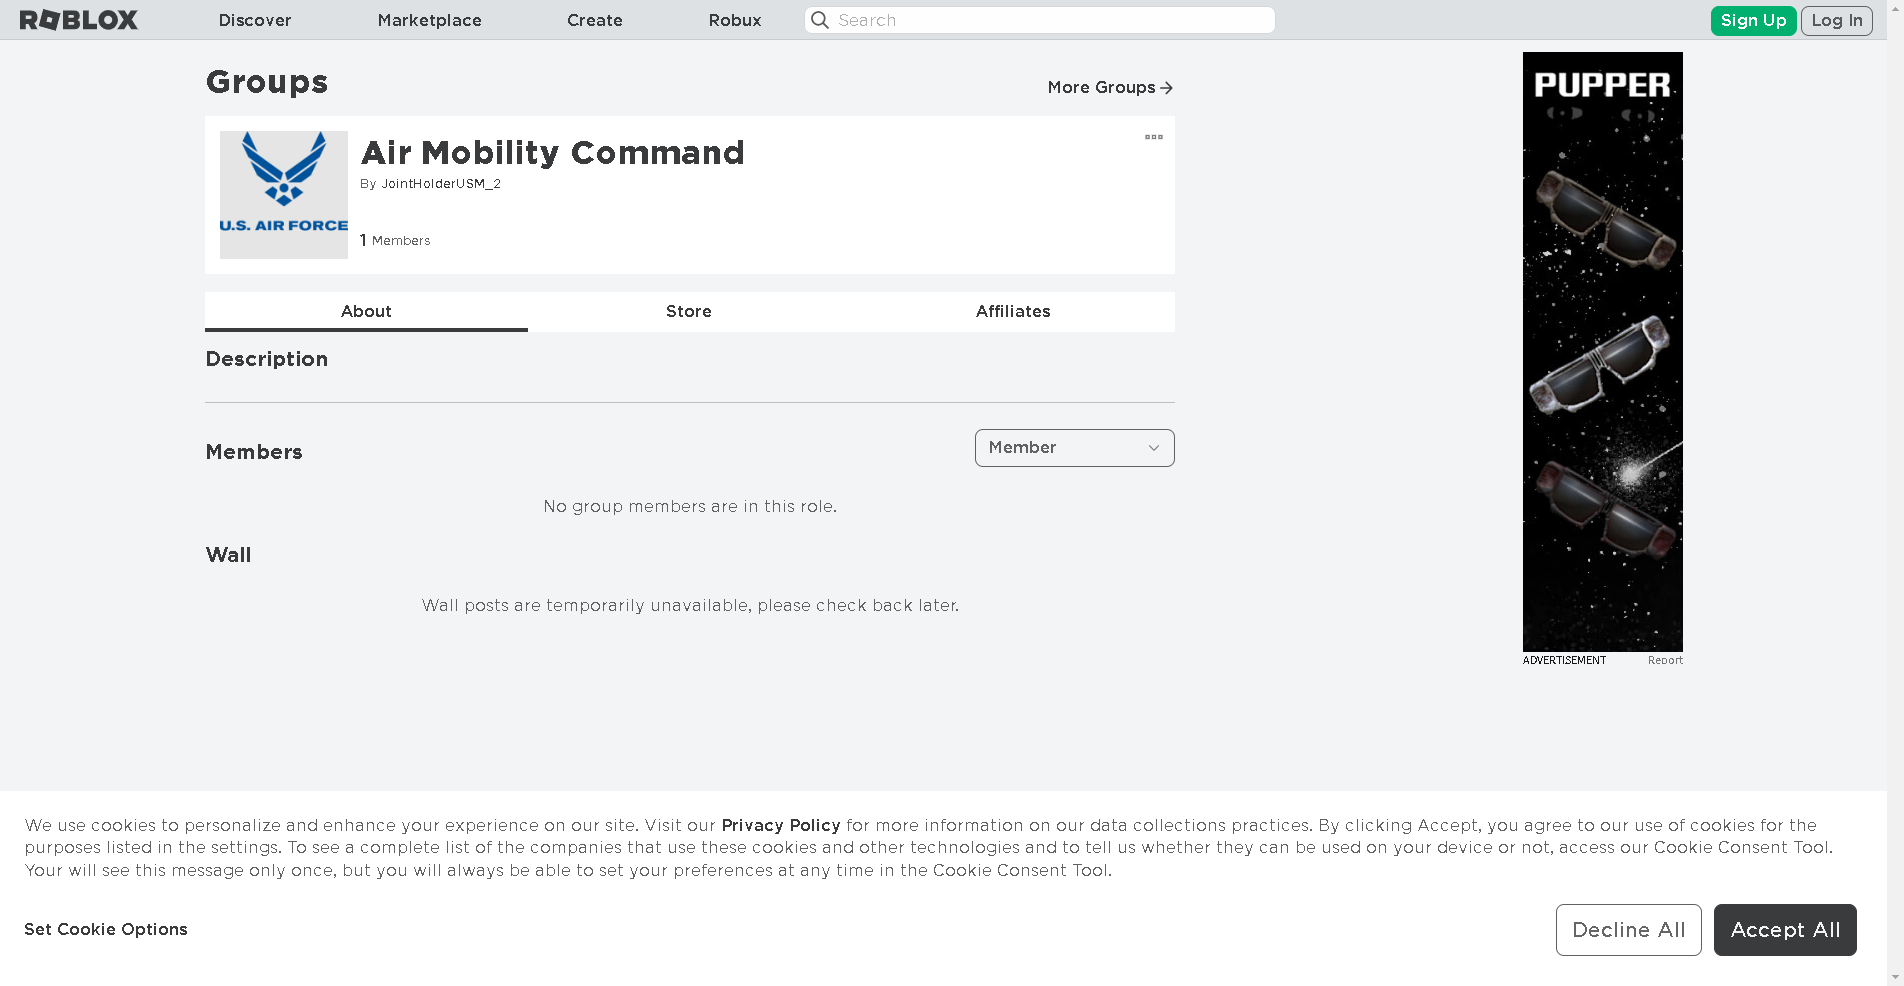 ROBLOX Discover Marketplace Create Robux Search Sign Up Log In
Groups
More Groups
Air Mobility Command
By JointHolderUSM_2
U.S. AIR FORCE
1 Members
About Store Affiliates
Description
Members
Member
No group members are in this role.
Wall
Wall posts are temporarily unavailable, please check back later.
PUPPER
ADVERTISEMENT Report
We use cookies to personalize and enhance your experience on our site. Visit our Privacy Policy for more information on our data collections practices. By clicking Accept, you agree to our use of cookies for the
purposes listed in the settings. To see a complete list of the companies that use these cookies and other technologies and to tell us whether they can be used on your device or not, access our Cookie Consent Tool.
Your will see this message only once, but you will always be able to set your preferences at any time in the Cookie Consent Tool.
Set Cookie Options
Decline All
Accept All